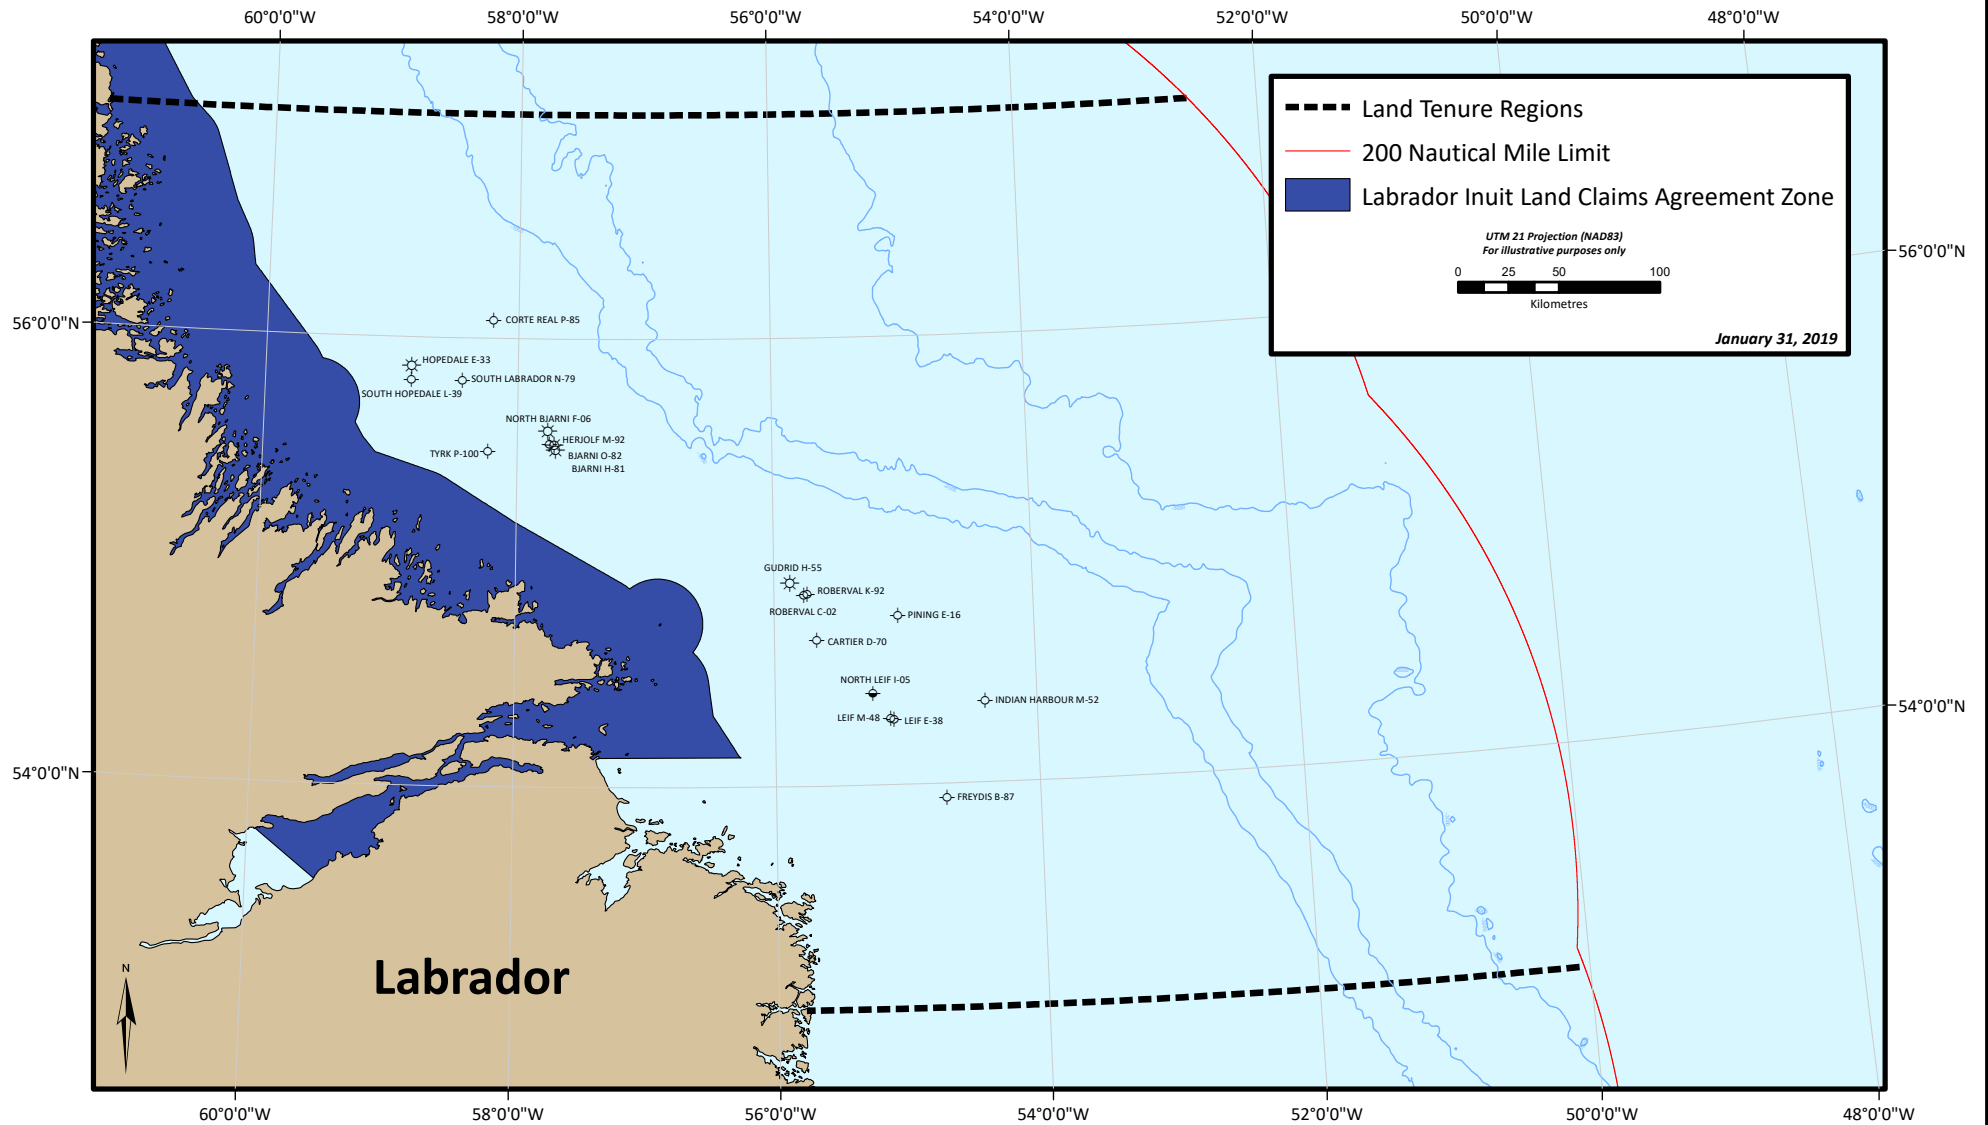 60°0'0"W
58°0'0"W
56°0'0"W
54°0'0"W
52°0'0"W
50°0'0"W
48°0'0"W
Land Tenure Regions
200 Nautical Mile Limit
Labrador Inuit Land Claims Agreement Zone
UTM 21 Projection (NAD83)
For illustrative purposes only
0 25 50 100
Kilometres
January 31, 2019
56°0'0"N
56°0'0"N
CORTE REAL P-85
HOPEDALE E-33
SOUTH LABRADOR N-79
SOUTH HOPEDALE L-39
NORTH BJARNI F-06
HERJOLF M-92
TYRK P-100
BJARNI O-82
BJARNI H-81
GUDRID H-55
ROBERVAL K-92
ROBERVAL C-02
PINING E-16
CARTIER D-70
NORTH LEIF I-05
INDIAN HARBOUR M-52
LEIF M-48
LEIF E-38
54°0'0"N
54°0'0"N
FREYDIS B-87
Labrador
N
60°0'0"W
58°0'0"W
56°0'0"W
54°0'0"W
52°0'0"W
50°0'0"W
48°0'0"W